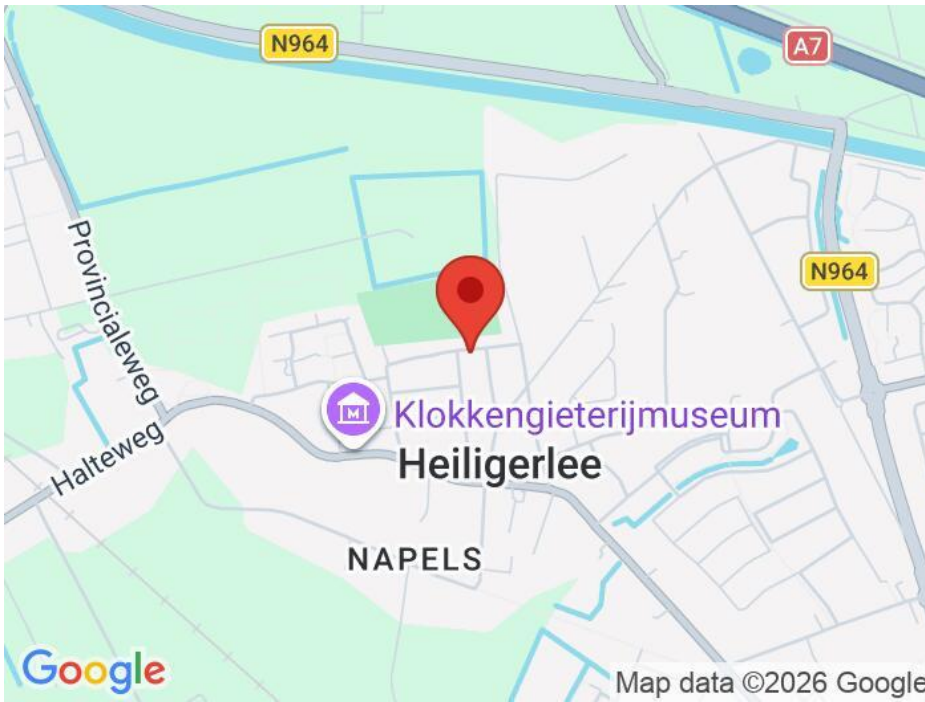 N964
A7
Provincialeweg
N964
Klokkengieterijmuseum
Halteweg
Heiligerlee
NAPELS
Google
Map data ©2026 Google